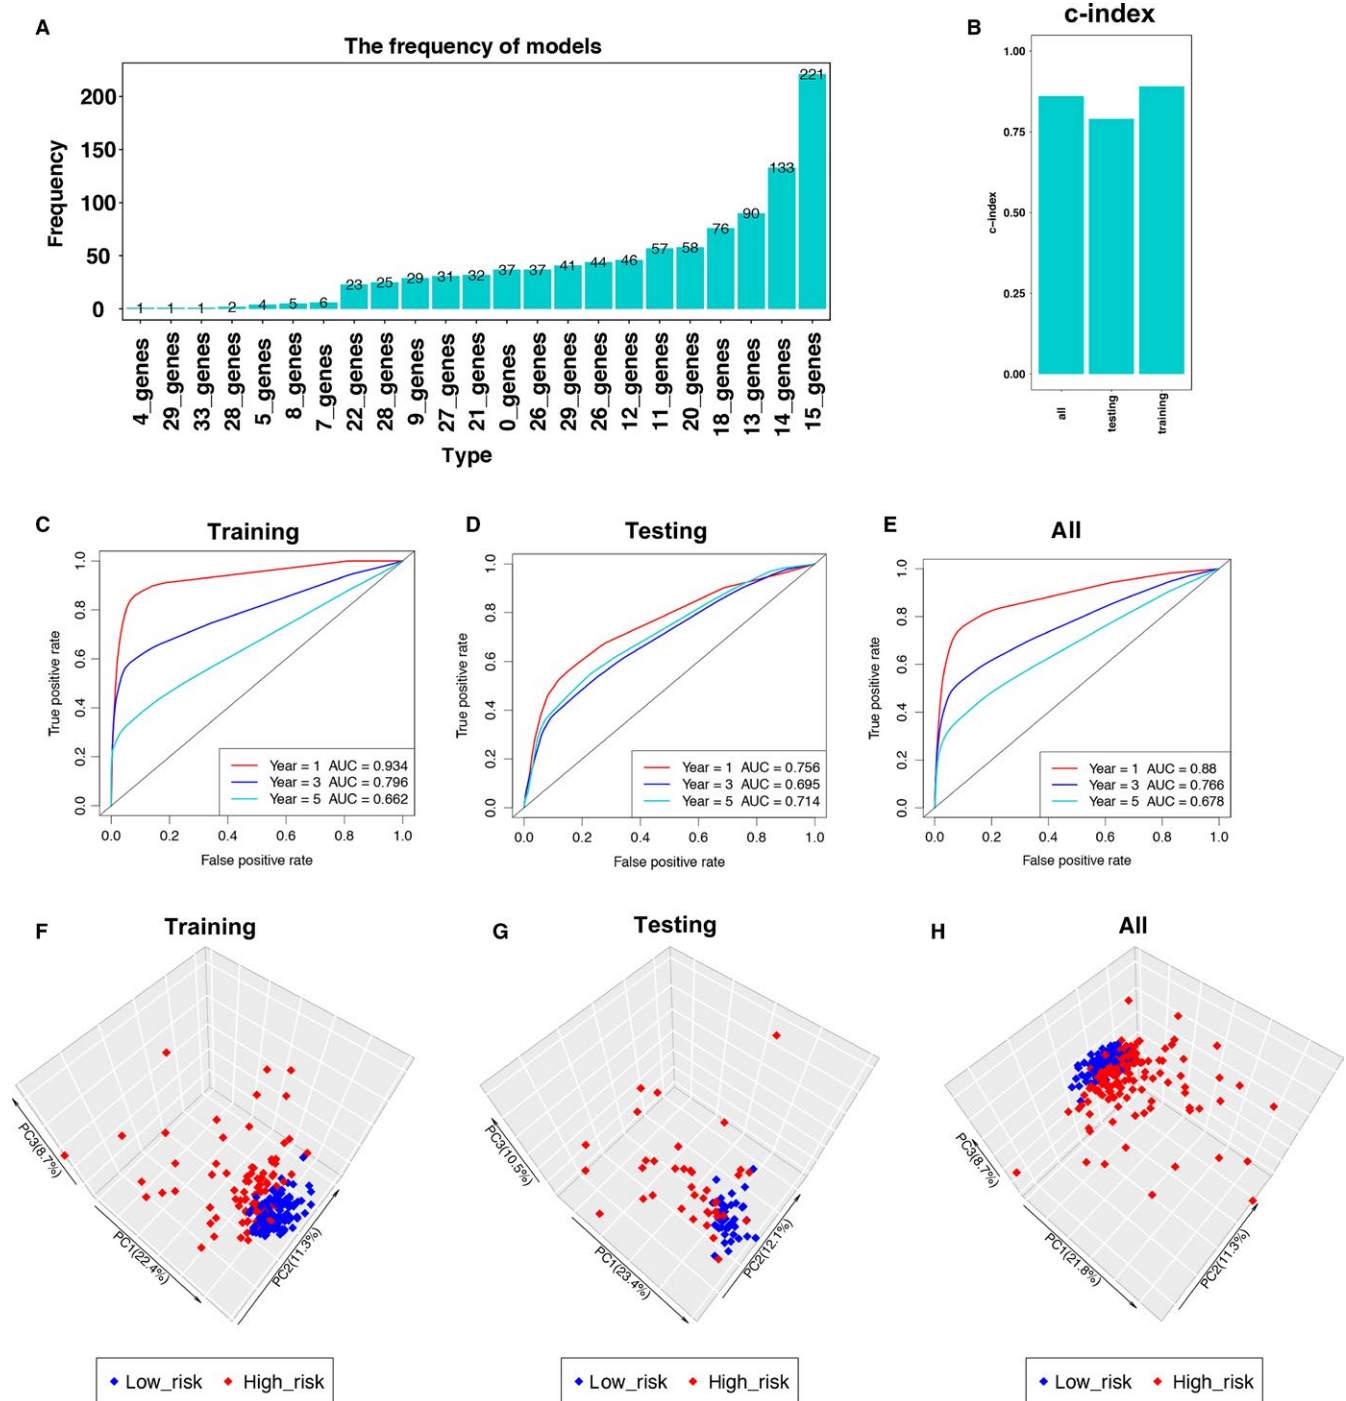 A
The frequency of models
Frequency
200
150
100
50
0
1 1 1 2 4 5 6 23 25 29 31 32 37 37 41 44 46 57 58 76 90 133 221
4_genes
29_genes
33_genes
28_genes
5_genes
8_genes
7_genes
22_genes
28_genes
9_genes
27_genes
21_genes
0_genes
26_genes
29_genes
26_genes
12_genes
11_genes
20_genes
18_genes
13_genes
14_genes
15_genes
Type
B
c-index
c-index
1.00
0.75
0.50
0.25
0.00
all
testing
training
C
Training
True positive rate
1.0
0.8
0.6
0.4
0.2
0.0
Year = 1 AUC = 0.934
Year = 3 AUC = 0.796
Year = 5 AUC = 0.662
0.0 0.2 0.4 0.6 0.8 1.0
False positive rate
D
Testing
True positive rate
1.0
0.8
0.6
0.4
0.2
0.0
Year = 1 AUC = 0.756
Year = 3 AUC = 0.695
Year = 5 AUC = 0.714
0.0 0.2 0.4 0.6 0.8 1.0
False positive rate
E
All
True positive rate
1.0
0.8
0.6
0.4
0.2
0.0
Year = 1 AUC = 0.88
Year = 3 AUC = 0.766
Year = 5 AUC = 0.678
0.0 0.2 0.4 0.6 0.8 1.0
False positive rate
F
Training
PC3(8.7%)
PC1(22.4%)
PC2(11.3%)
Low_risk High_risk
G
Testing
PC3(10.5%)
PC1(23.4%)
PC2(12.1%)
Low_risk High_risk
H
All
PC3(8.7%)
PC1(21.8%)
PC2(11.3%)
Low_risk High_risk